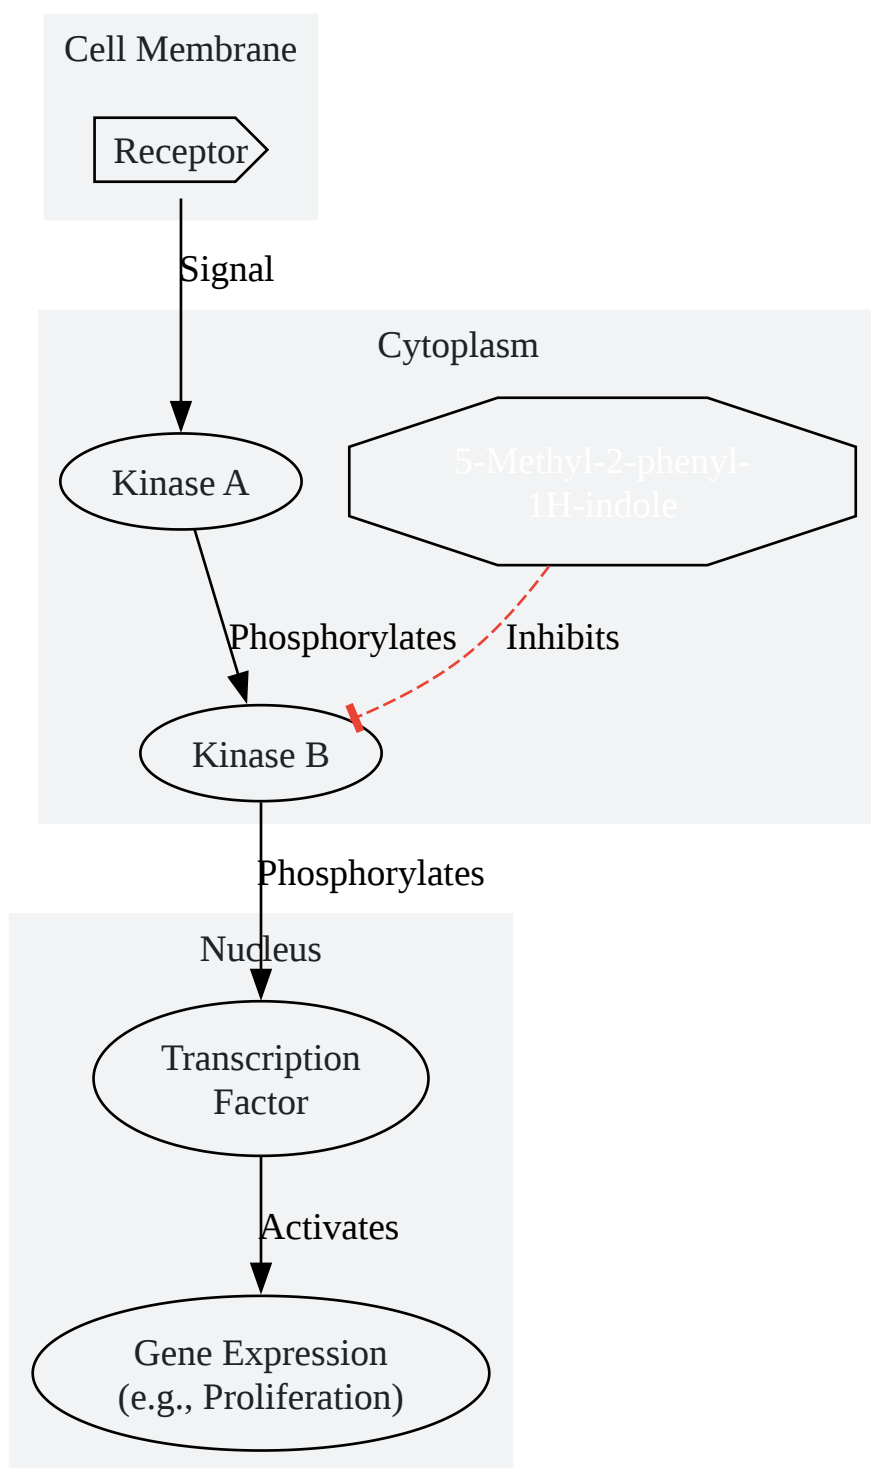 Cell Membrane
Receptor
Signal
Cytoplasm
Kinase A
5-Methyl-2-phenyl-
1H-indole
Phosphorylates
Inhibits
Kinase B
Phosphorylates
Nucleus
Transcription
Factor
Activates
Gene Expression
(e.g., Proliferation)